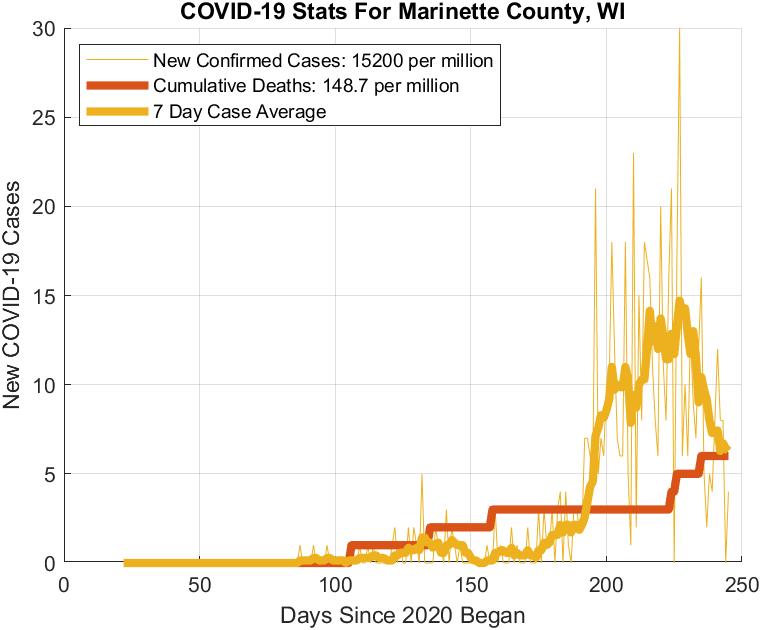 COVID-19 Stats For Marinette County, WI
30
25
20
15
10
5
0
New Confirmed Cases: 15200 per million
Cumulative Deaths: 148.7 per million
7 Day Case Average
New COVID-19 Cases
0
50
100
150
200
250
Days Since 2020 Began